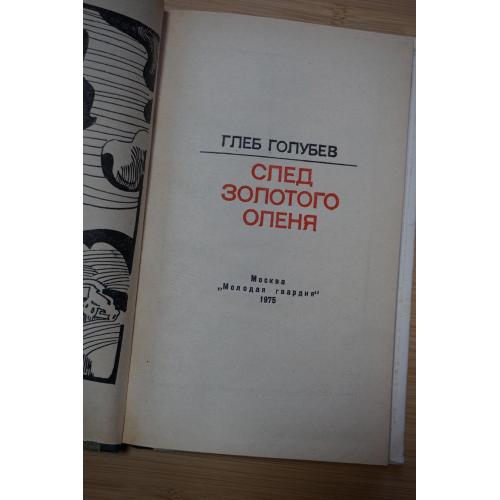 ГЛЕБ ГОЛУБЕВ
СЛЕД
ЗОЛОТОГО
ОЛЕНЯ
Москва
„Молодая гвардия"
1975